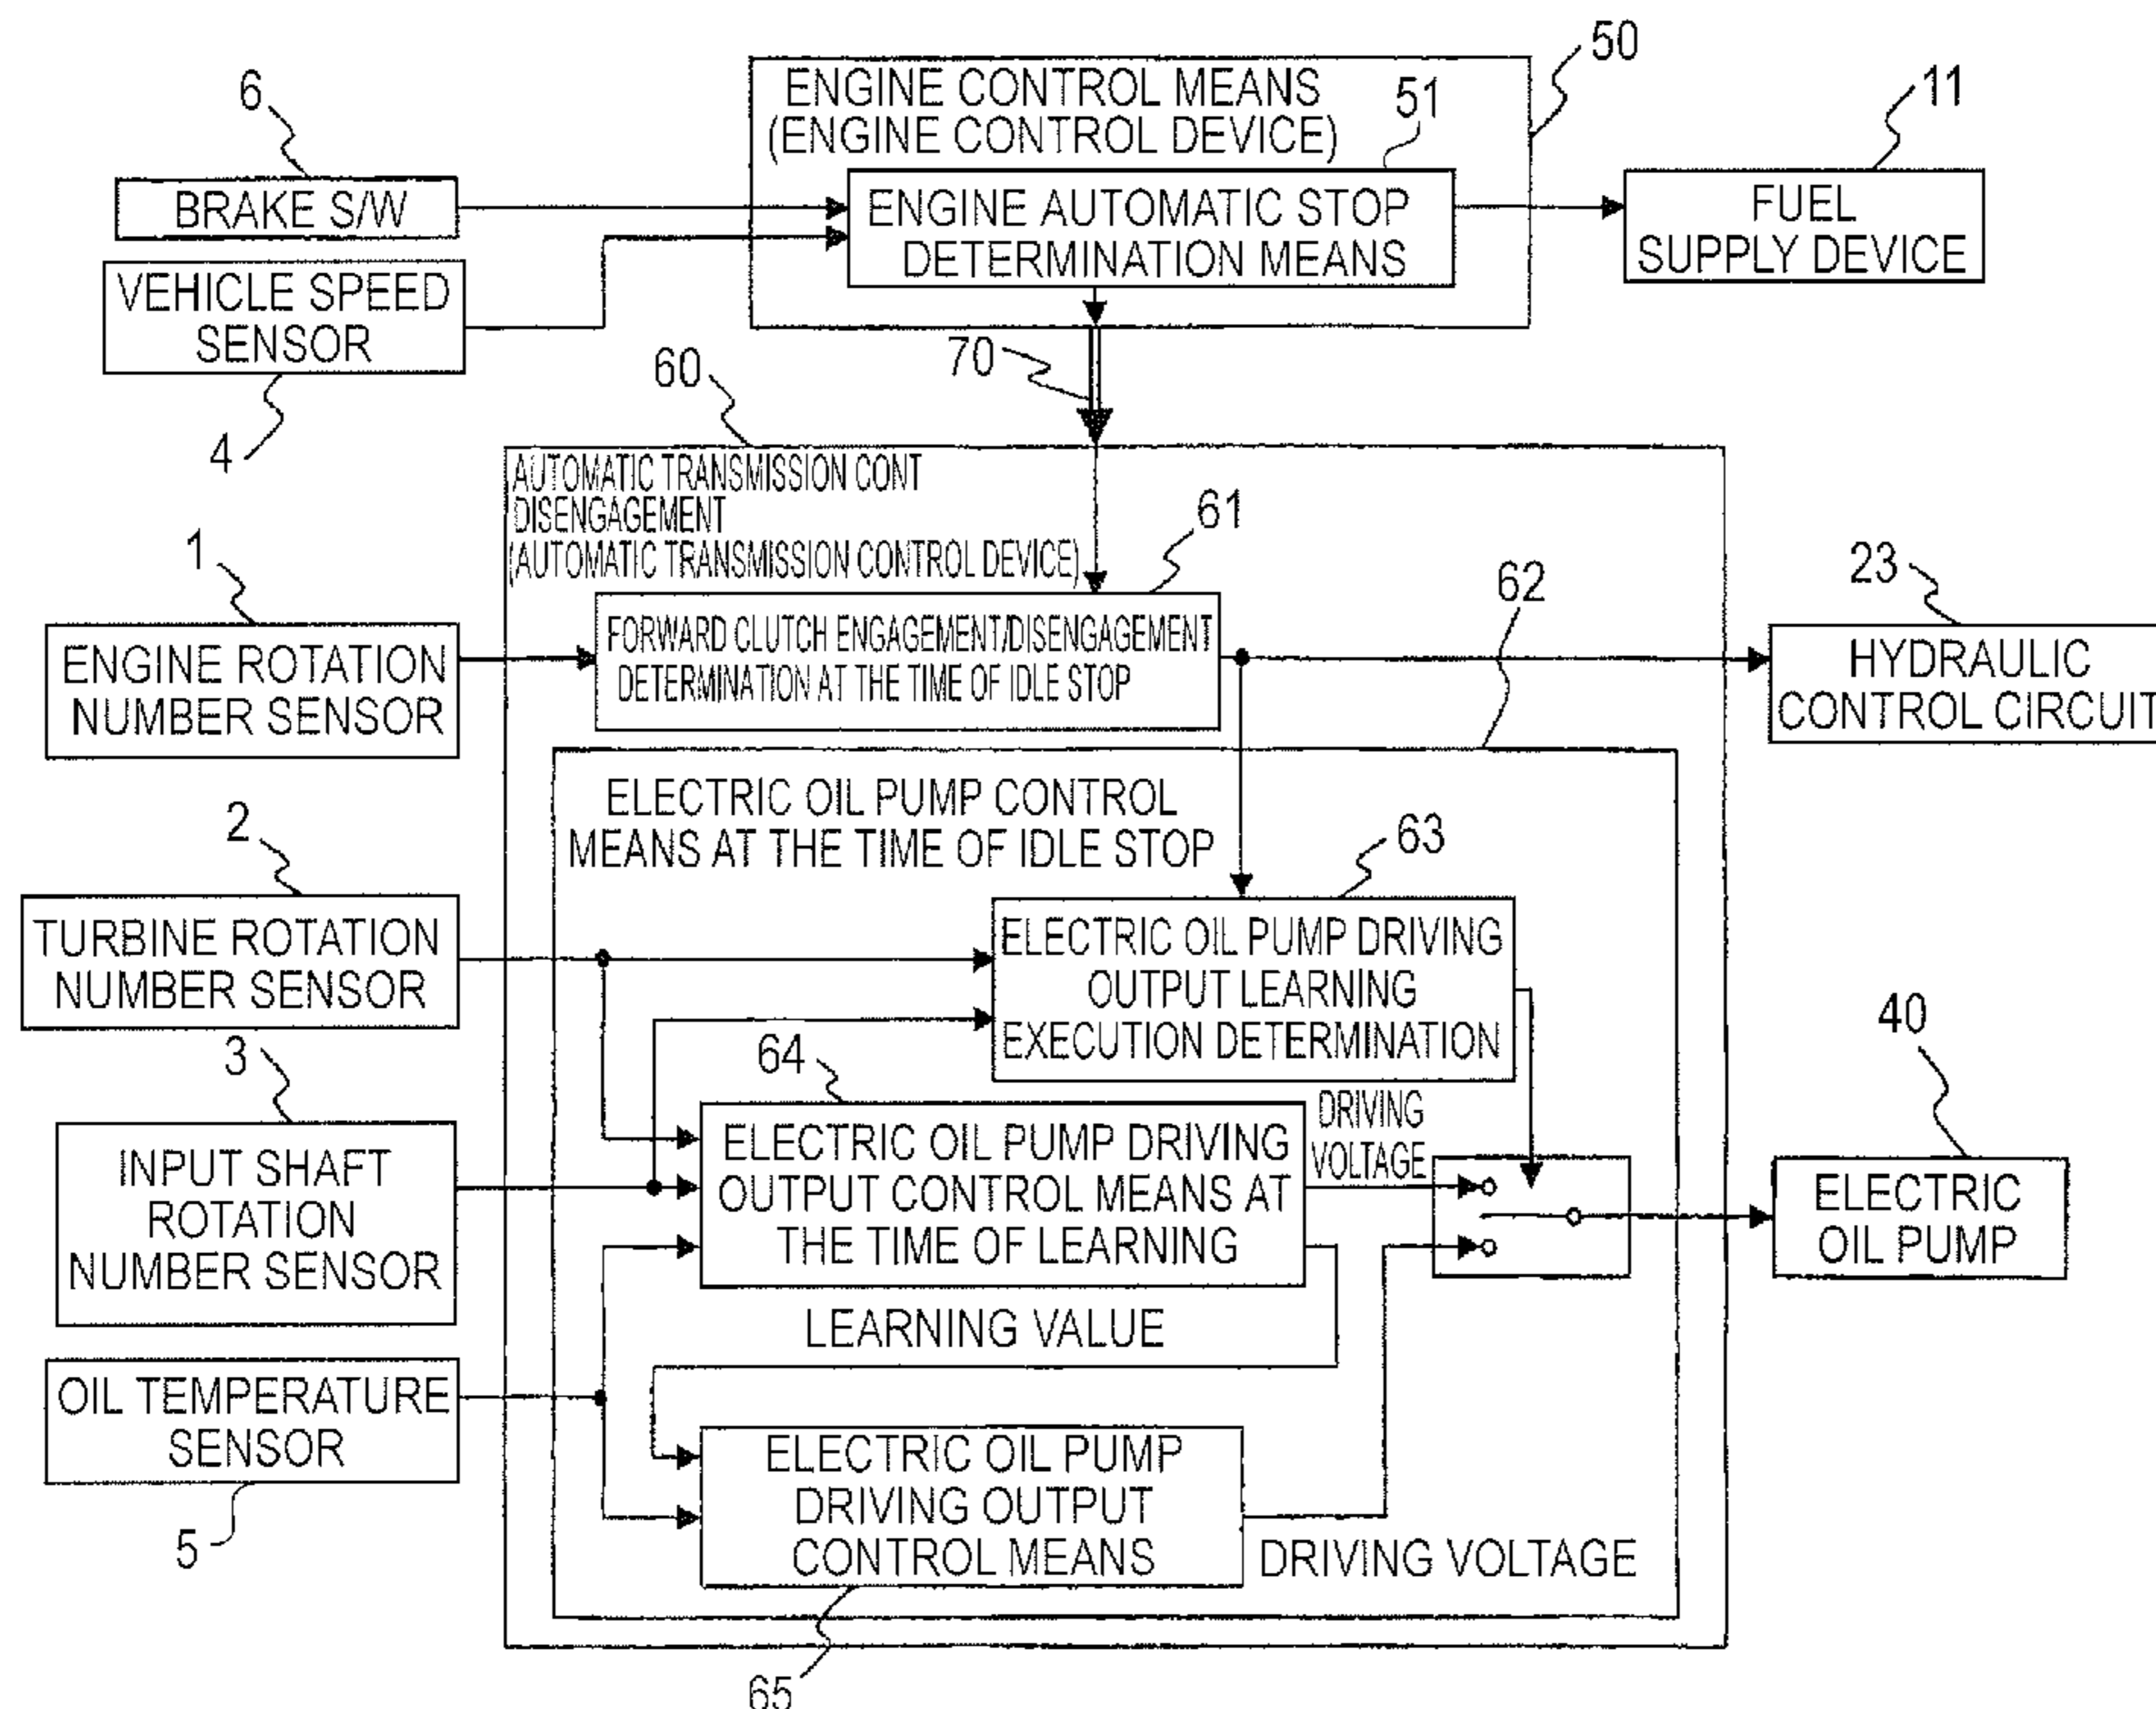 50
ENGINE CONTROL MEANS
(ENGINE CONTROL DEVICE)
51
11
6
BRAKE S/W
ENGINE AUTOMATIC STOP
DETERMINATION MEANS
FUEL
SUPPLY DEVICE
VEHICLE SPEED
SENSOR
4
70
60
AUTOMATIC TRANSMISSION CONT
DISENGAGEMENT
(AUTOMATIC TRANSMISSION CONTROL DEVICE)
61
62
23
1
ENGINE ROTATION
NUMBER SENSOR
FORWARD CLUTCH ENGAGEMENT/DISENGAGEMENT
DETERMINATION AT THE TIME OF IDLE STOP
HYDRAULIC
CONTROL CIRCUIT
ELECTRIC OIL PUMP CONTROL
MEANS AT THE TIME OF IDLE STOP
63
2
TURBINE ROTATION
NUMBER SENSOR
ELECTRIC OIL PUMP DRIVING
OUTPUT LEARNING
EXECUTION DETERMINATION
40
3
64
INPUT SHAFT
ROTATION
NUMBER SENSOR
ELECTRIC OIL PUMP DRIVING
OUTPUT CONTROL MEANS AT
THE TIME OF LEARNING
DRIVING
VOLTAGE
ELECTRIC
OIL PUMP
LEARNING VALUE
OIL TEMPERATURE
SENSOR
5
ELECTRIC OIL PUMP
DRIVING OUTPUT
CONTROL MEANS
DRIVING VOLTAGE
65